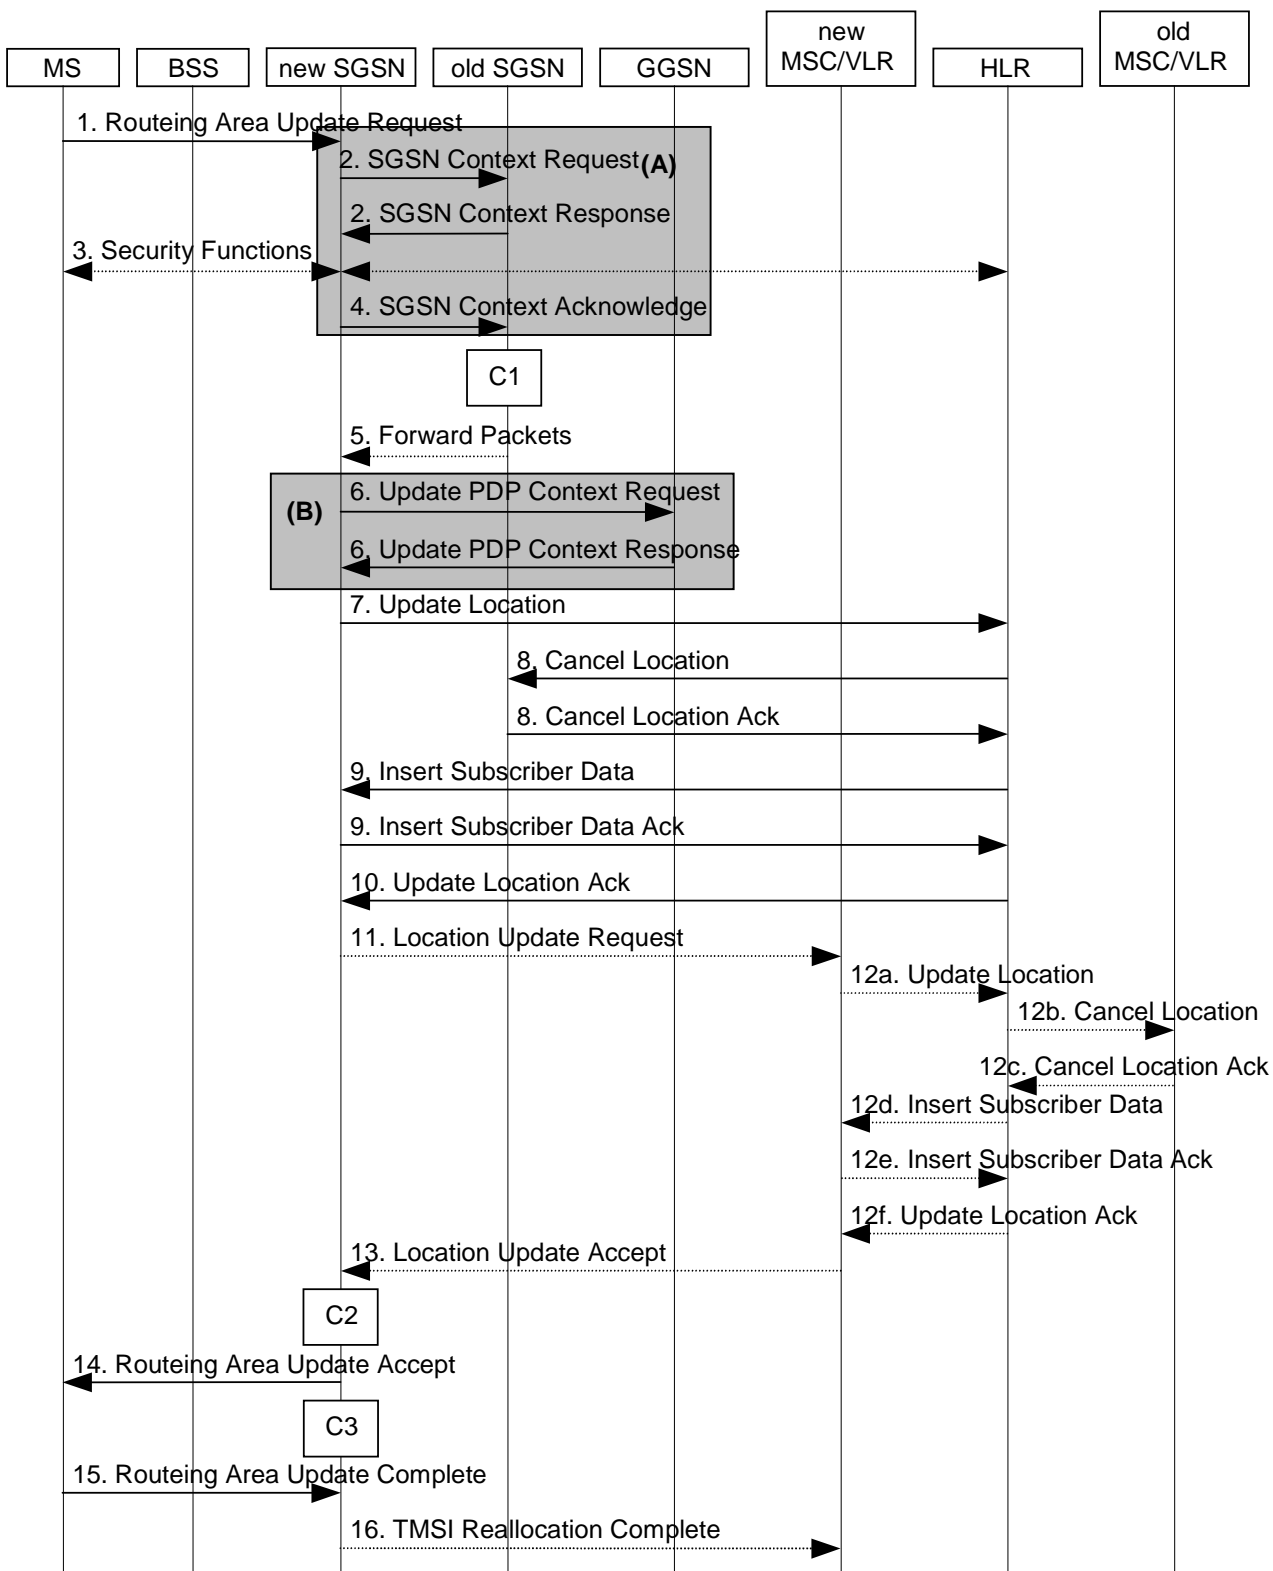 MS
BSS
new SGSN
old SGSN
GGSN
new
MSC/VLR
HLR
old
MSC/VLR
1. Routeing Area Update Request
2. SGSN Context Request
(A)
2. SGSN Context Response
3. Security Functions
4. SGSN Context Acknowledge
C1
5. Forward Packets
6. Update PDP Context Request
(B)
6. Update PDP Context Response
7. Update Location
8. Cancel Location
8. Cancel Location Ack
9. Insert Subscriber Data
9. Insert Subscriber Data Ack
10. Update Location Ack
11. Location Update Request
12a. Update Location
12b. Cancel Location
12c. Cancel Location Ack
12d. Insert Subscriber Data
12e. Insert Subscriber Data Ack
12f. Update Location Ack
13. Location Update Accept
C2
14. Routeing Area Update Accept
C3
15. Routeing Area Update Complete
16. TMSI Reallocation Complete